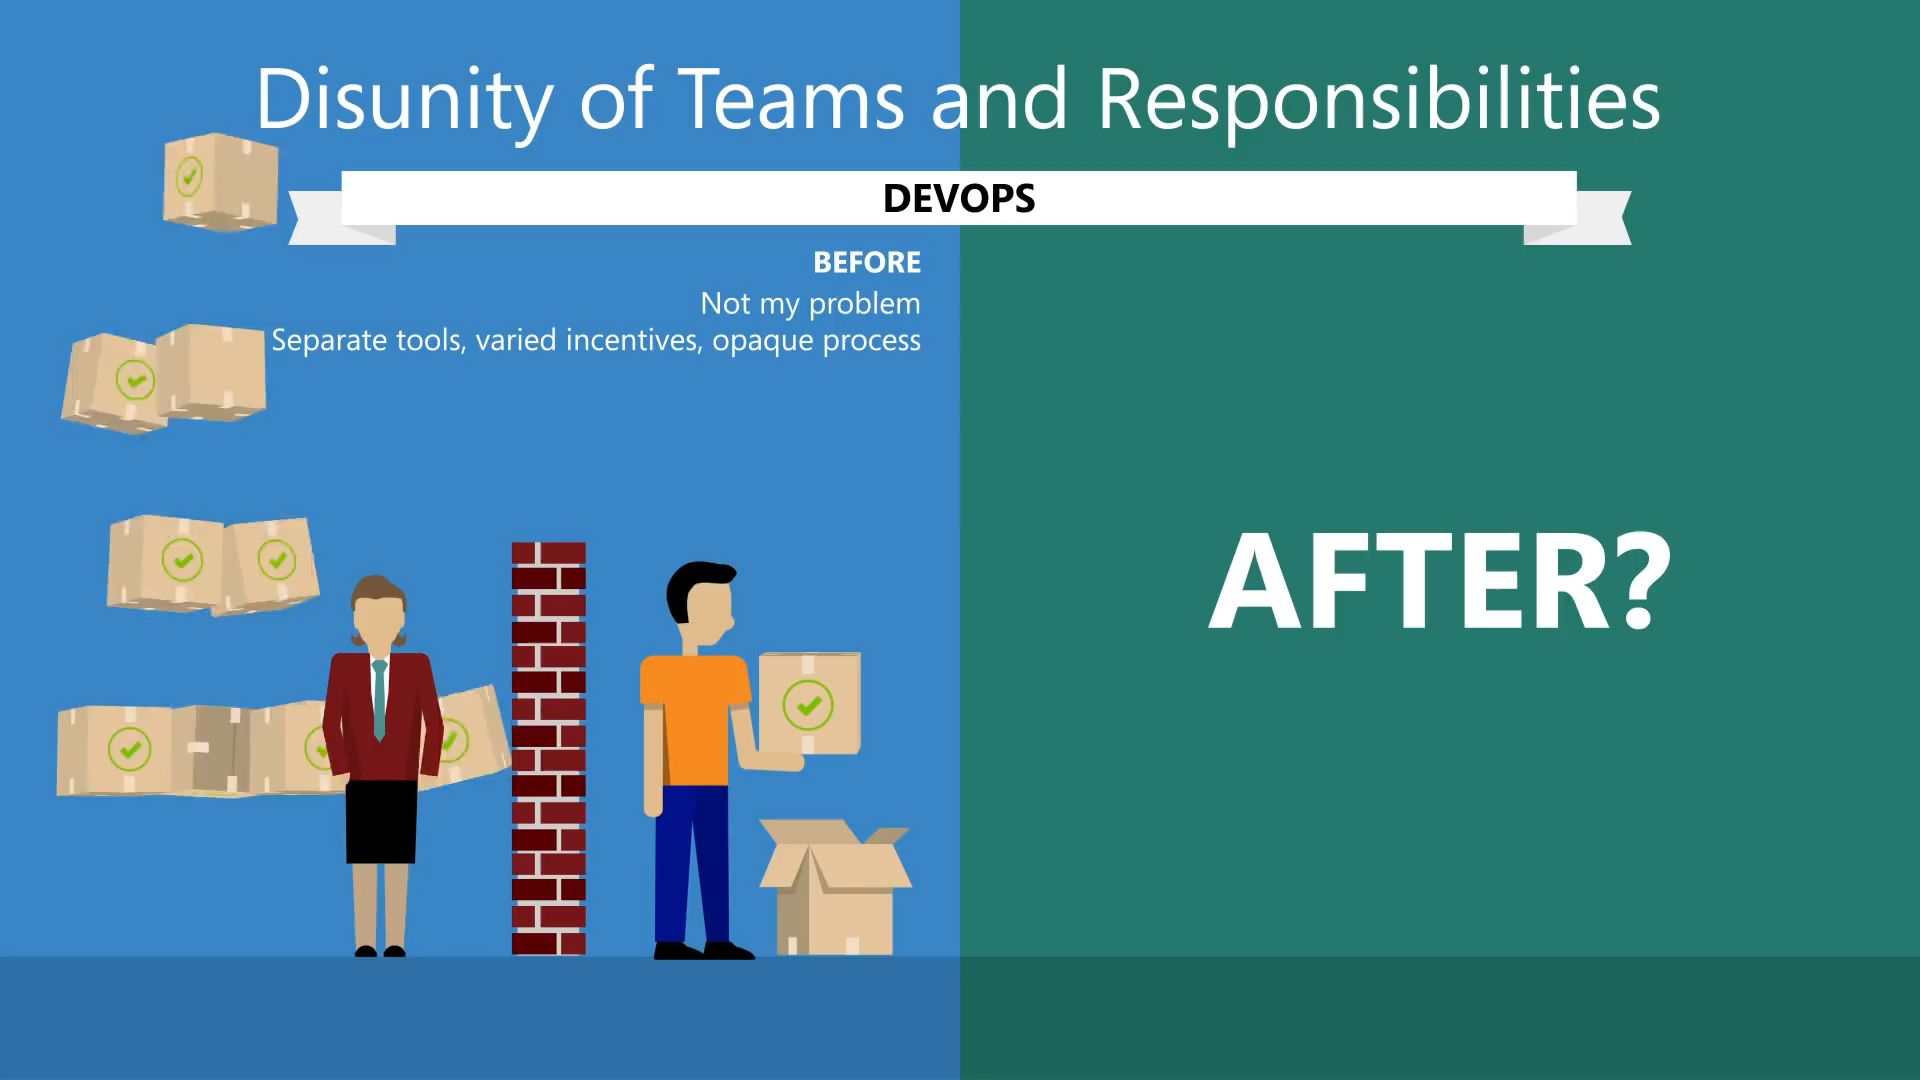 Disunity of Teams and Responsibilities
DEVOPS
BEFORE
Not my problem
Separate tools, varied incentives, opaque process
AFTER?